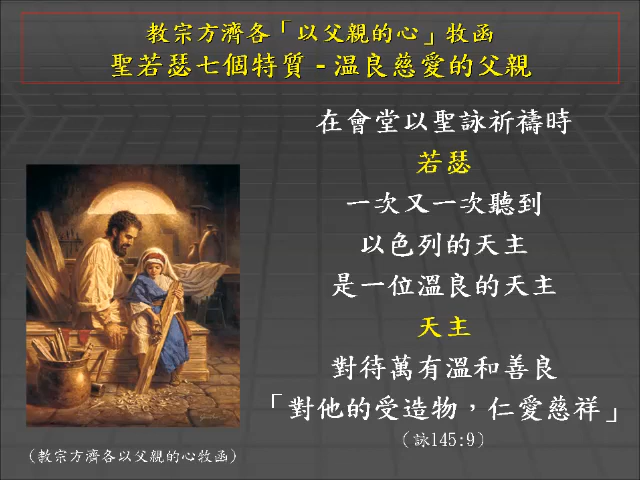 教宗方濟各「以父親的心」牧函
聖若瑟七個特質 - 温良慈愛的父親
在會堂以聖詠祈禱時
若瑟
一次又一次聽到
以色列的天主
是一位溫良的天主
天主
對待萬有溫和善良
「對他的受造物，仁愛慈祥」
〔詠145:9〕
（教宗方濟各以父親的心牧函）